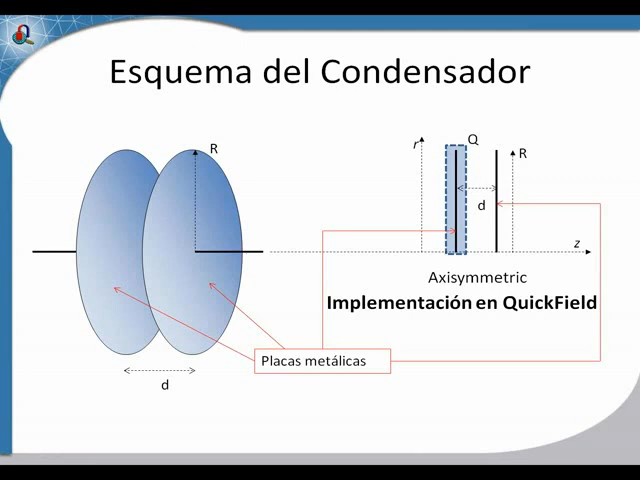 Esquema del Condensador
R
d
r
Q
R
d
z
Axisymmetric
Implementación en QuickField
Placas metálicas